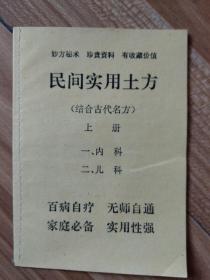 妙方秘术 珍贵资料 有收藏价值
民间实用土方
（结合古代名方）
上 册
一、内 科
二、儿 科
百病自疗 无师自通
家庭必备 实用性强